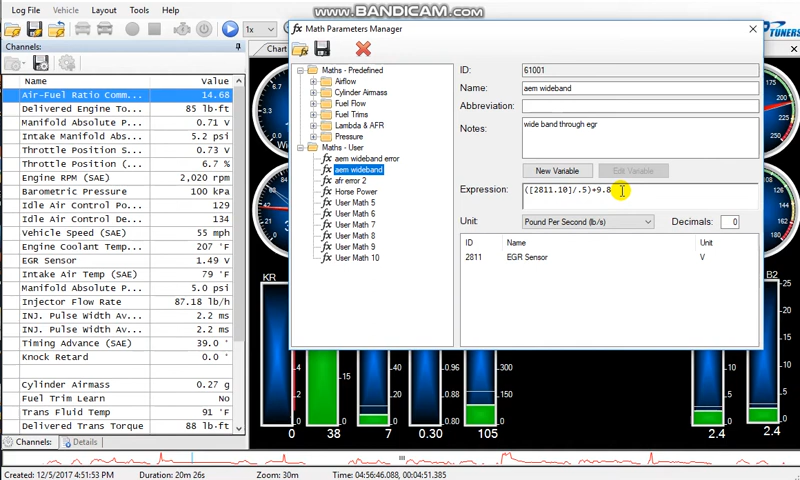 Log File
Layout
Tools
Help
www.BANDICAM.com
1x
TUNERS
Channels:
Chart
Name Value
Air-Fuel Ratio Comm... 14.68
Delivered Engine To... 85 lb·ft
Manifold Absolute P... 0.71 V
Intake Manifold Abs... 5.2 psi
Throttle Position S... 0.73 V
Throttle Position (... 6.7 %
Engine RPM (SAE) 2,020 rpm
Barometric Pressure 100 kPa
Idle Air Control Po... 129
Idle Air Control De... 134
Vehicle Speed (SAE) 44 mph
Engine Coolant Temp... 207 °F
EGR Sensor 1.49 V
Intake Air Temp (SAE) 79 °F
Manifold Absolute P... 5.0 psi
Injector Flow Rate 87.18 lb/h
INJ. Pulse Width Av... 2.2 ms
INJ. Pulse Width Av... 2.2 ms
Timing Advance (SAE) 39.0 °
Knock Retard 0.0 °
Cylinder Airmass 0.27 g
Fuel Trim Learn No
Trans Fluid Temp 91 °F
Delivered Trans Torque 88 lb·ft
Channels:
Details
Math Parameters Manager
Maths - Predefined
Airflow
Cylinder Airmass
Fuel Flow
Fuel Trims
Lambda & AFR
Pressure
Maths - User
aem wideband error
aem wideband
afr error 2
Horse Power
User Math 5
User Math 6
User Math 7
User Math 8
User Math 9
User Math 10
ID: 61001
Name: aem wideband
Abbreviation:
Notes: wide band through egr
New Variable
Edit Variable
Expression: ([2811.10]/.5)+9.8
Unit: Pound Per Second (lb/s)
Decimals: 0
ID Name Unit
2811 EGR Sensor V
KR
B2
15
0
0.88
0.80
300
150
0
0 38 7 0.30 105
2.4 2.4
Created: 12/5/2017 4:51:53 PM
Duration: 20m 26s
Zoom: 30m
Time: 04:56:46.088, 00:04:51.385